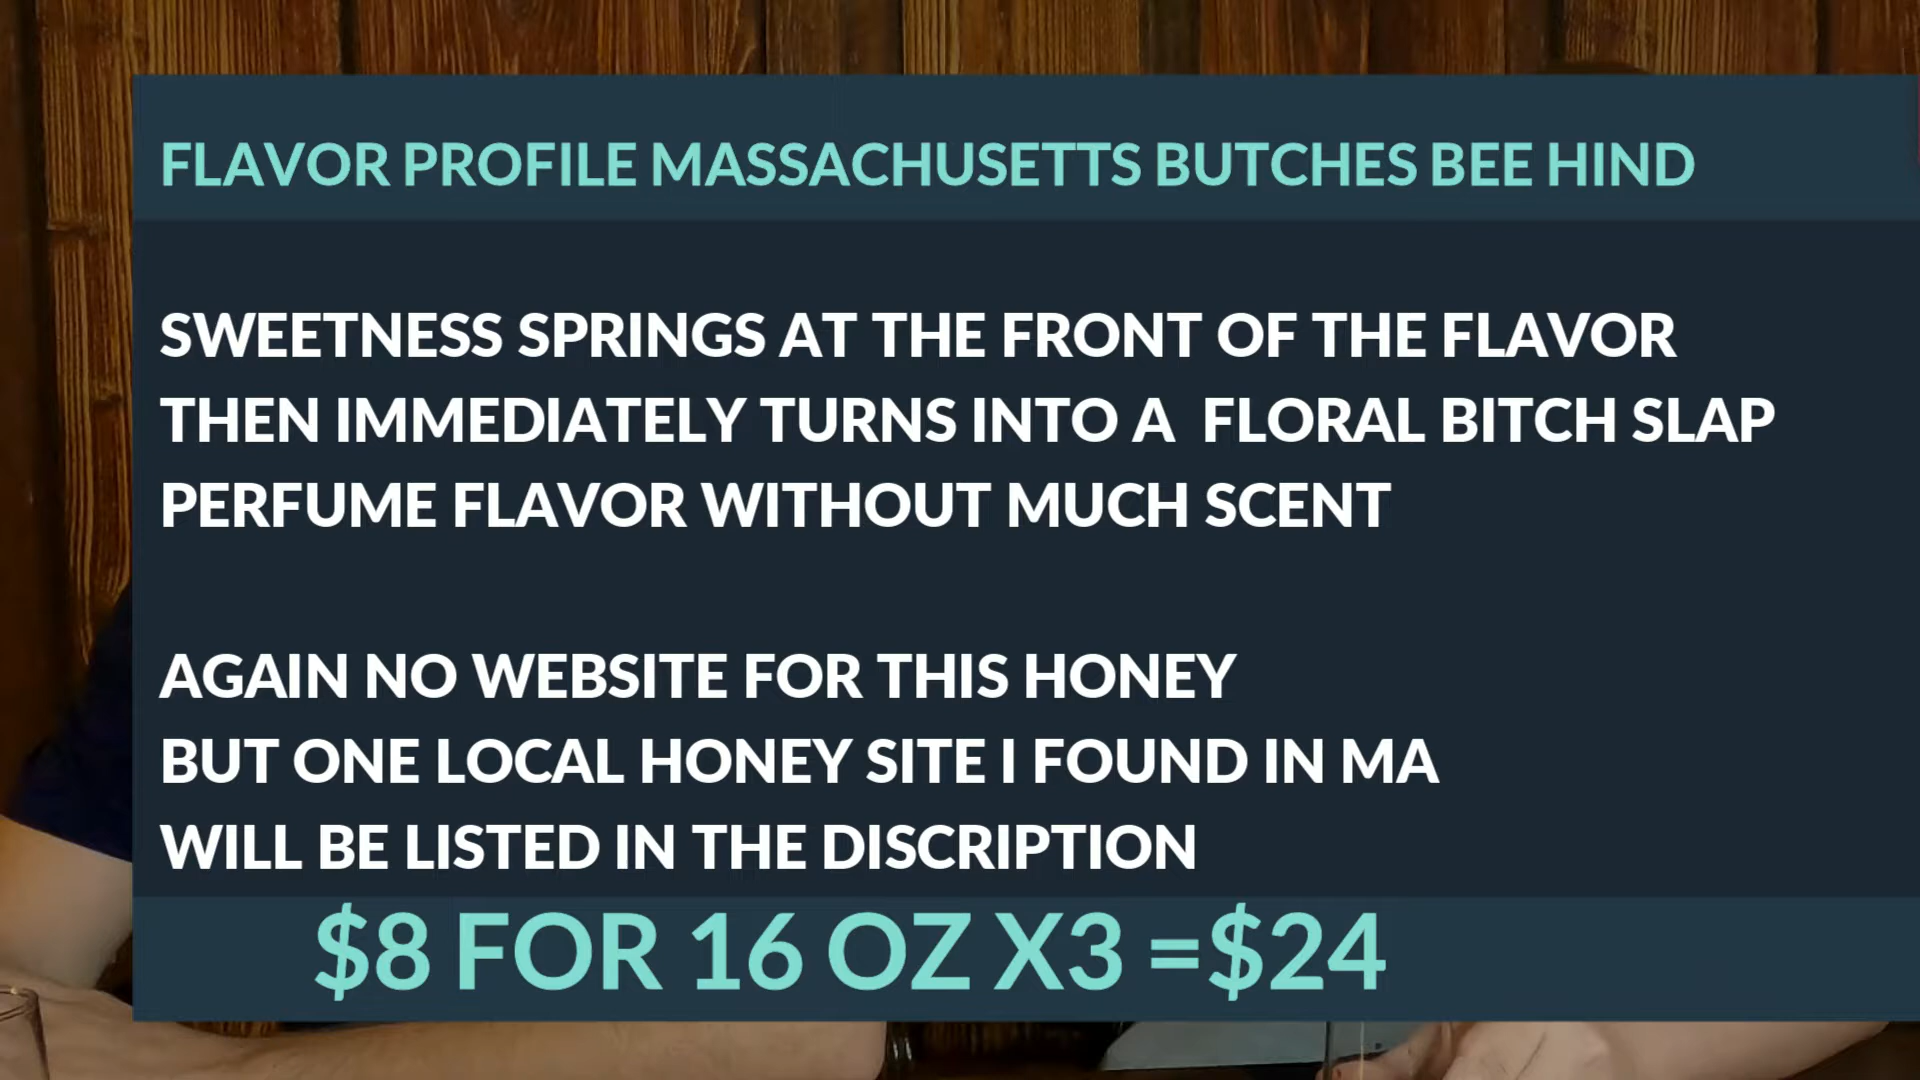 FLAVOR PROFILE MASSACHUSETTS BUTCHES BEE HIND
SWEETNESS SPRINGS AT THE FRONT OF THE FLAVOR
THEN IMMEDIATELY TURNS INTO A FLORAL BITCH SLAP
PERFUME FLAVOR WITHOUT MUCH SCENT
AGAIN NO WEBSITE FOR THIS HONEY
BUT ONE LOCAL HONEY SITE I FOUND IN MA
WILL BE LISTED IN THE DISCRIPTION
$8 FOR 16 OZ X3 =$24